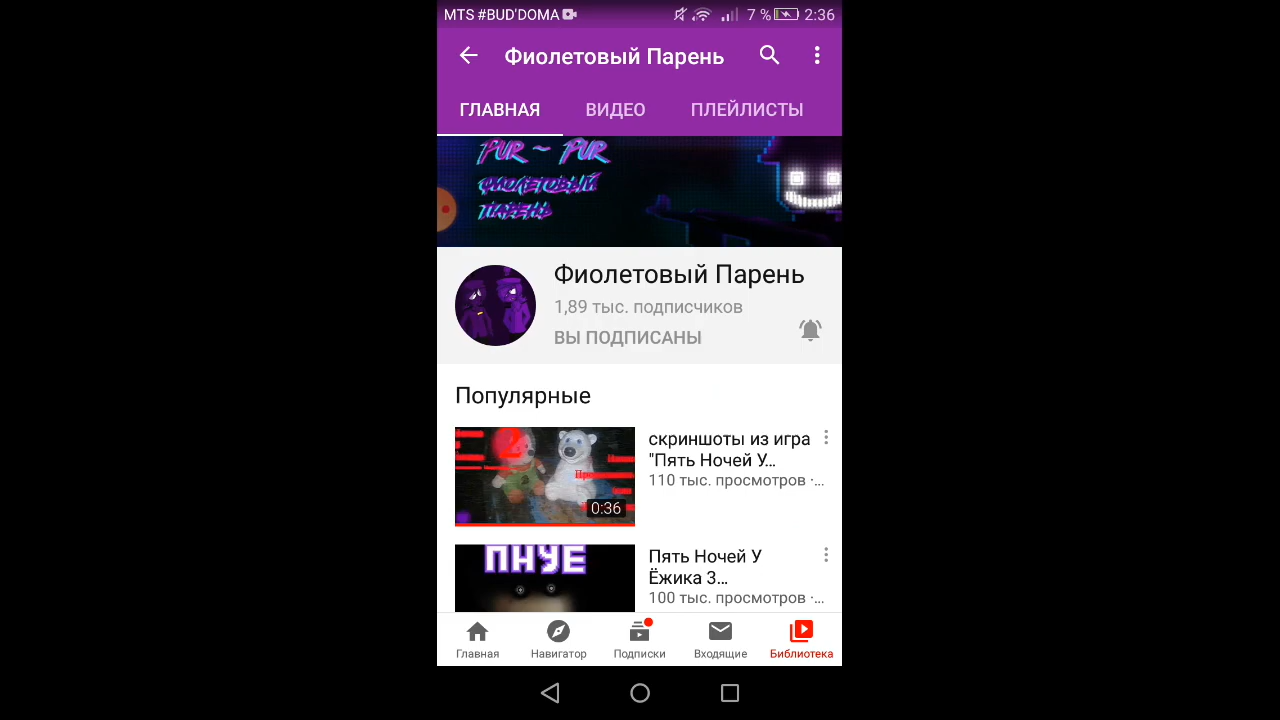 MTS #BUD'DOMA
7 % 2:36
Фиолетовый Парень
ГЛАВНАЯ ВИДЕО ПЛЕЙЛИСТЫ
PUR ~ PUR
ФИОЛЕТОВЫЙ
ПАРЕНЬ
Фиолетовый Парень
1,89 тыс. подписчиков
ВЫ ПОДПИСАНЫ
Популярные
0:36
скриншоты из игра
"Пять Ночей У...
110 тыс. просмотров ·...
ПНУЕ
Пять Ночей У
Ёжика 3...
100 тыс. просмотров ·...
Главная Навигатор Подписки Входящие Библиотека